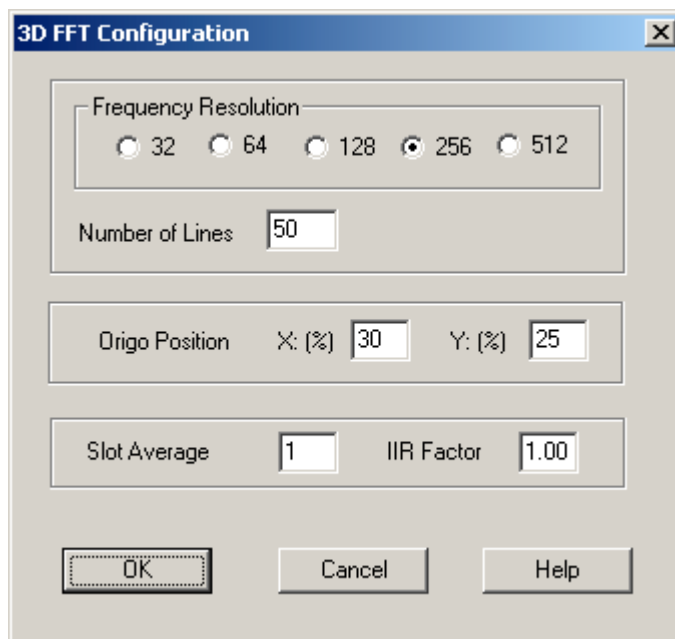 3D FFT Configuration
Frequency Resolution
32 64 128 256 512
Number of Lines 50
Origo Position X: (%) 30 Y: (%) 25
Slot Average 1 IIR Factor 1.00
OK Cancel Help